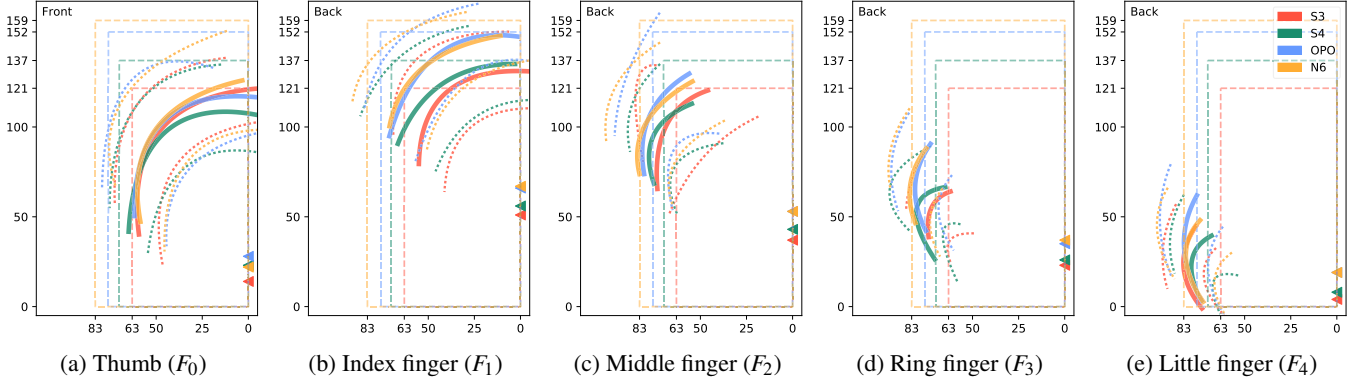 Front
159
152
137
121
100
50
0
83 63 50 25 0
(a) Thumb (F0)
Back
159
152
137
121
100
50
0
83 63 50 25 0
(b) Index finger (F1)
Back
159
152
137
121
100
50
0
83 63 50 25 0
(c) Middle finger (F2)
Back
159
152
137
121
100
50
0
83 63 50 25 0
(d) Ring finger (F3)
Back
S3
S4
OPO
N6
159
152
137
121
100
50
0
83 63 50 25 0
(e) Little finger (F4)